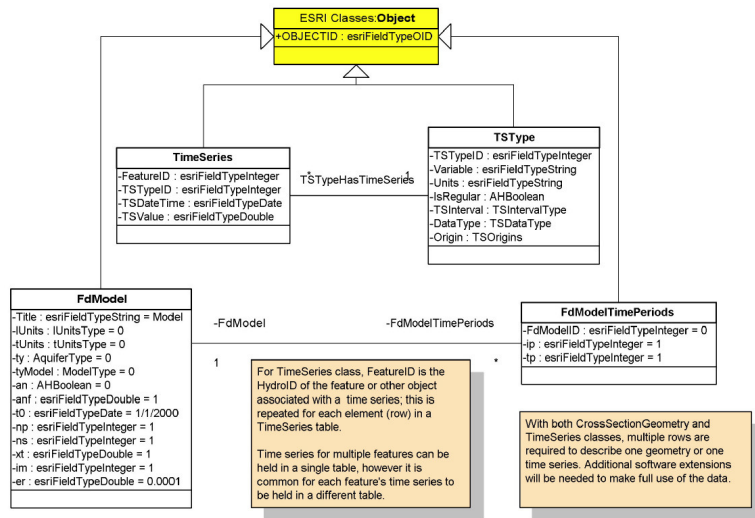 ESRI Classes:Object
+OBJECTID : esriFieldTypeOID
TimeSeries
-FeatureID : esriFieldTypeInteger
-TSTypeID : esriFieldTypeInteger
-TSDateTime : esriFieldTypeDate
-TSValue : esriFieldTypeDouble
* 1
TSTypeHasTimeSeries
TSType
-TSTypeID : esriFieldTypeInteger
-Variable : esriFieldTypeString
-Units : esriFieldTypeString
-IsRegular : AHBoolean
-TSInterval : TSIntervalType
-DataType : TSDataType
-Origin : TSOrigins
FdModel
-Title : esriFieldTypeString = Model
-lUnits : lUnitsType = 0
-tUnits : tUnitsType = 0
-ty : AquiferType = 0
-tyModel : ModelType = 0
-an : AHBoolean = 0
-anf : esriFieldTypeDouble = 1
-t0 : esriFieldTypeDate = 1/1/2000
-np : esriFieldTypeInteger = 1
-ns : esriFieldTypeInteger = 1
-xt : esriFieldTypeDouble = 1
-im : esriFieldTypeInteger = 1
-er : esriFieldTypeDouble = 0.0001
-FdModel
1
-FdModelTimePeriods
*
FdModelTimePeriods
-FdModelID : esriFieldTypeInteger = 0
-ip : esriFieldTypeInteger = 1
-tp : esriFieldTypeInteger = 1
For TimeSeries class, FeatureID is the
HydroID of the feature or other object
associated with a time series; this is
repeated for each element (row) in a
TimeSeries table.
Time series for multiple features can be
held in a single table, however it is
common for each feature's time series to
be held in a different table.
With both CrossSectionGeometry and
TimeSeries classes, multiple rows are
required to describe one geometry or one
time series. Additional software extensions
will be needed to make full use of the data.